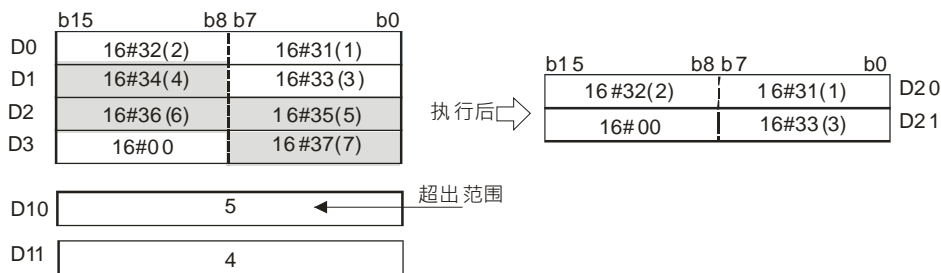 b15 b8 b7 b0
D0 16#32(2) 16#31(1)
D1 16#34(4) 16#33(3)
D2 16#36(6) 16#35(5)
D3 16#00 16#37(7)
执行后
b15 b8 b7 b0
16#32(2) 16#31(1) D20
16#00 16#33(3) D21
D10 5 超出范围
D11 4